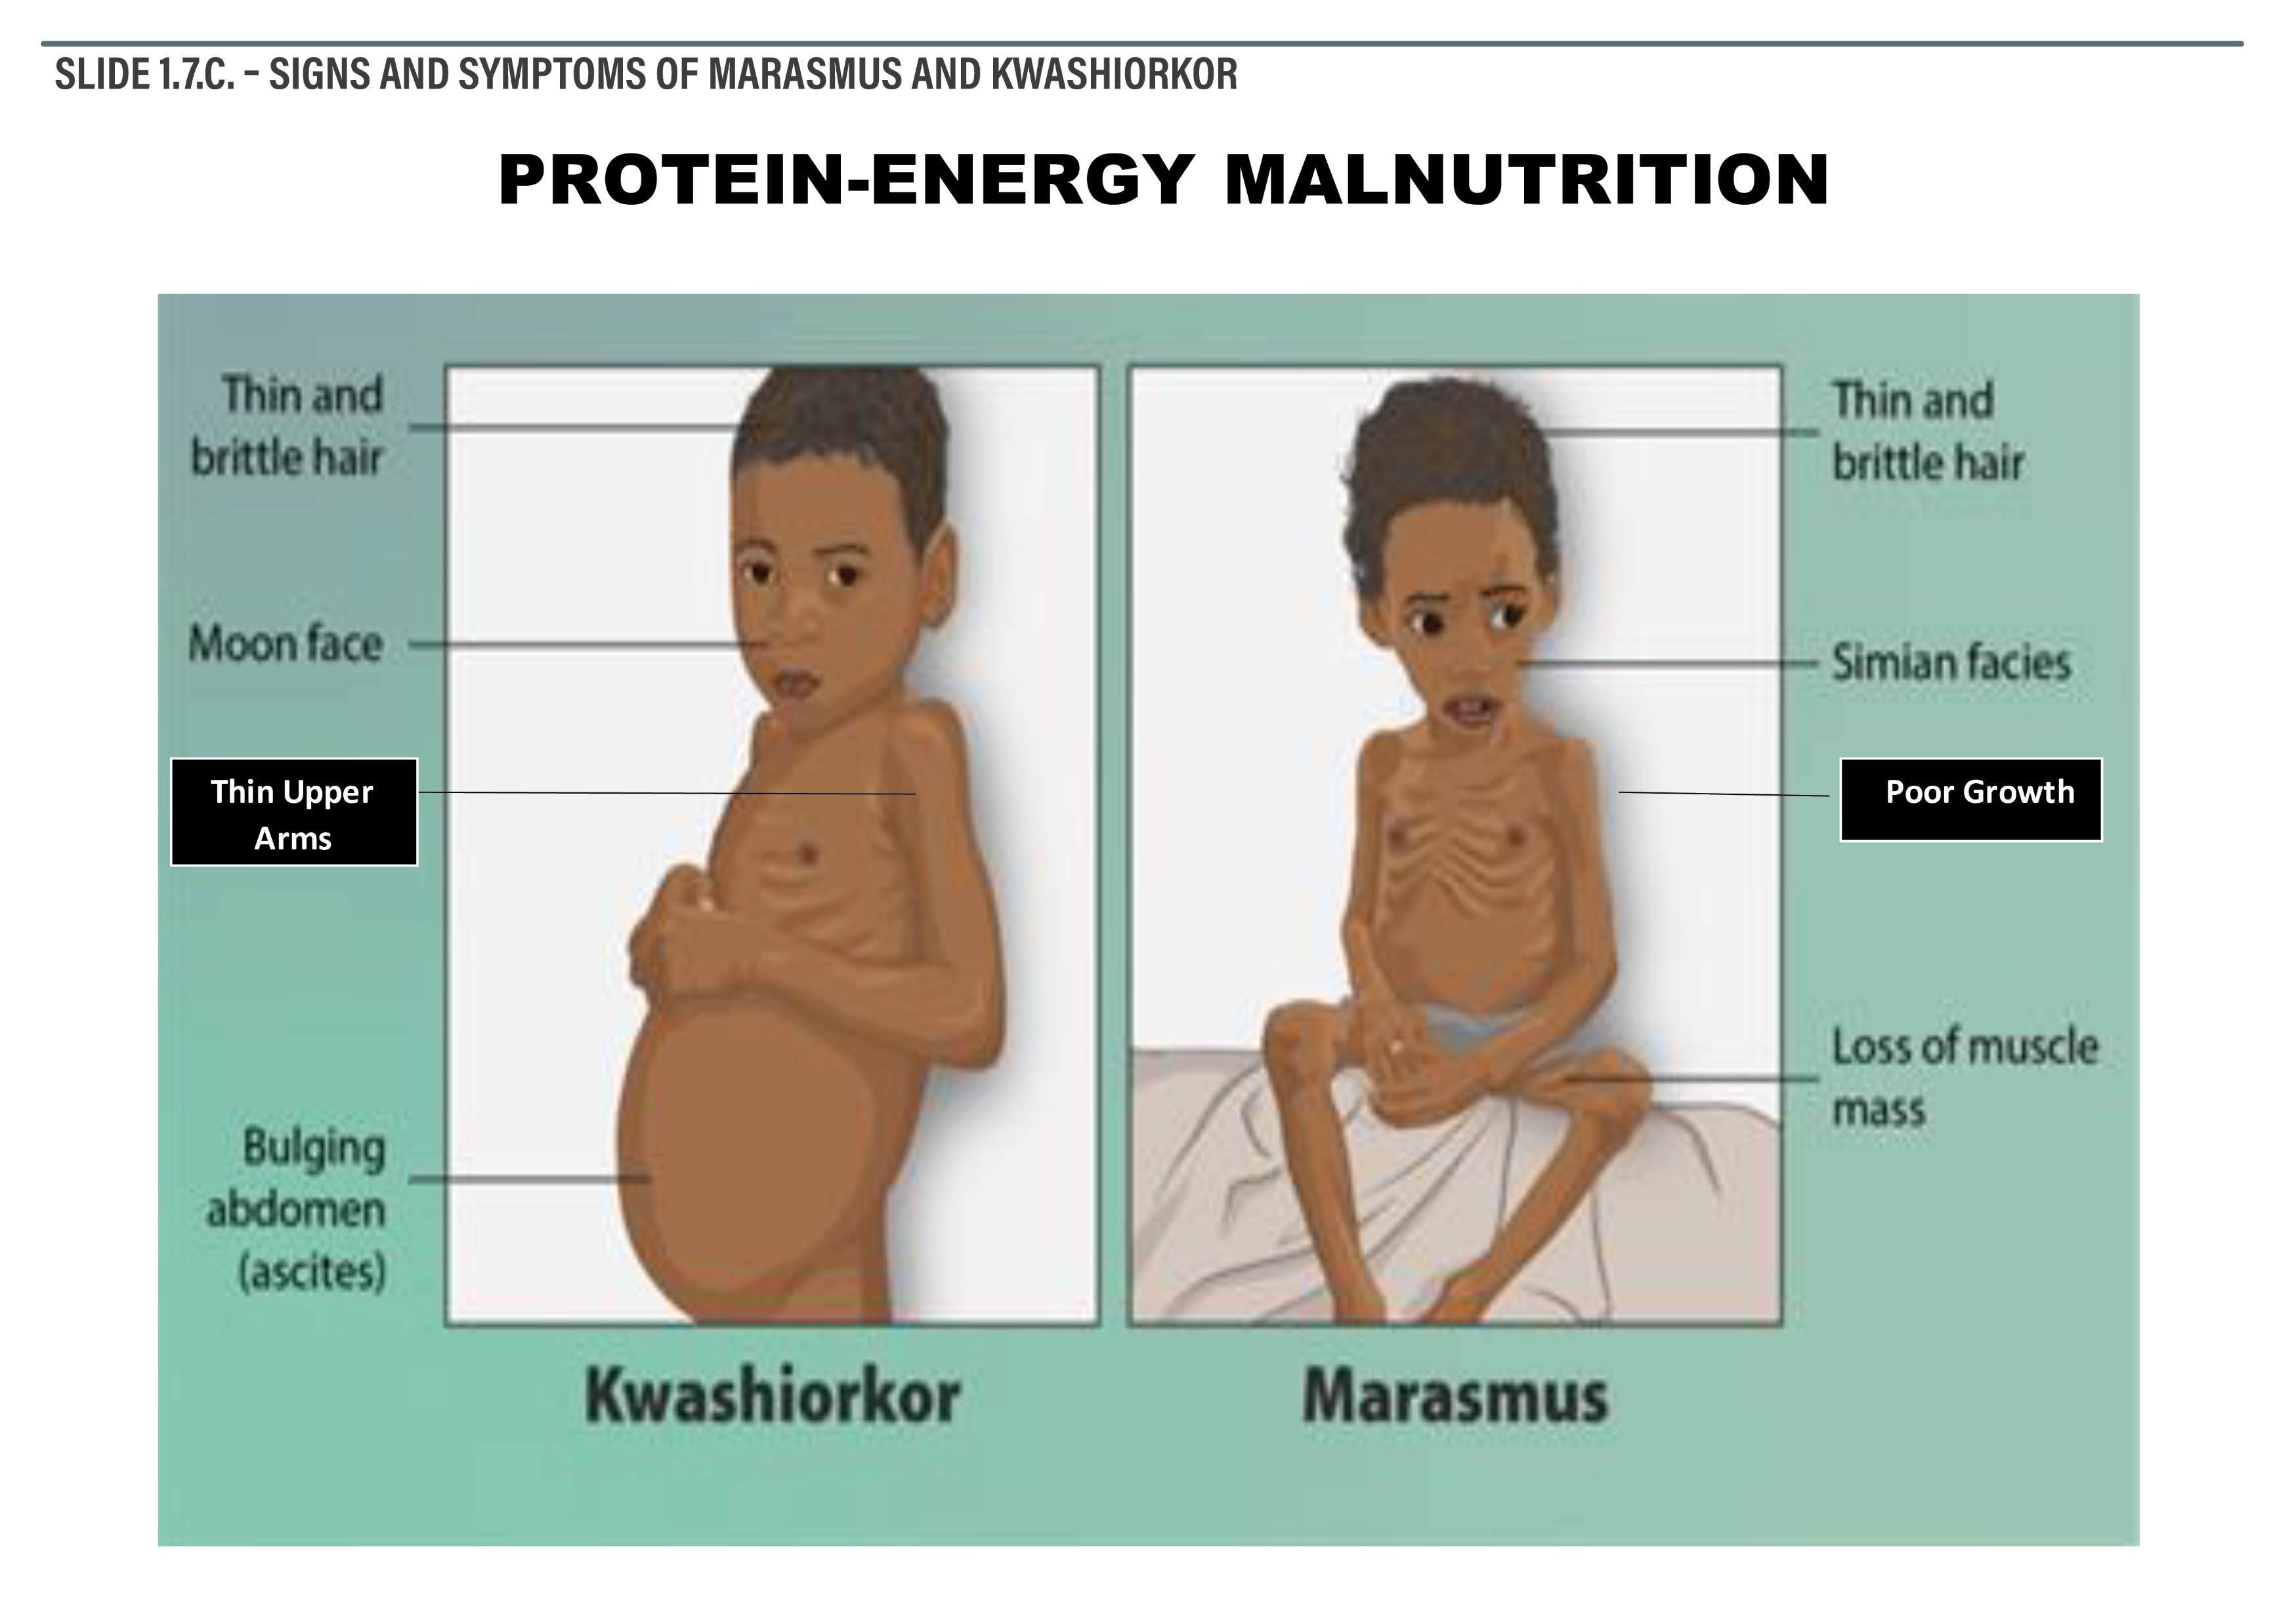 SLIDE 1.7.C. – SIGNS AND SYMPTOMS OF MARASMUS AND KWASHIORKOR
PROTEIN-ENERGY MALNUTRITION
Thin and
brittle hair
Moon face
Thin Upper
Arms
Bulging
abdomen
(ascites)
Kwashiorkor
Thin and
brittle hair
Simian facies
Poor Growth
Loss of muscle
mass
Marasmus